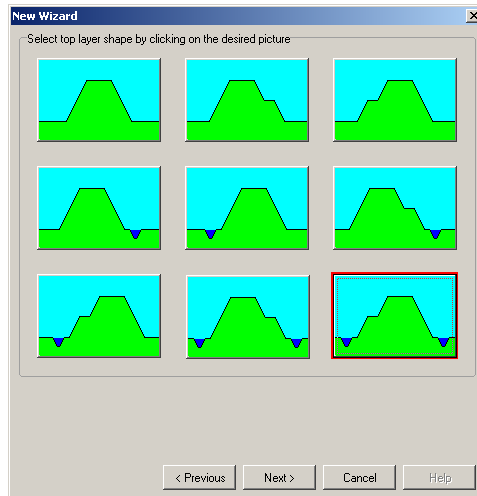 New Wizard
Select top layer shape by clicking on the desired picture
< Previous
Next >
Cancel
Help